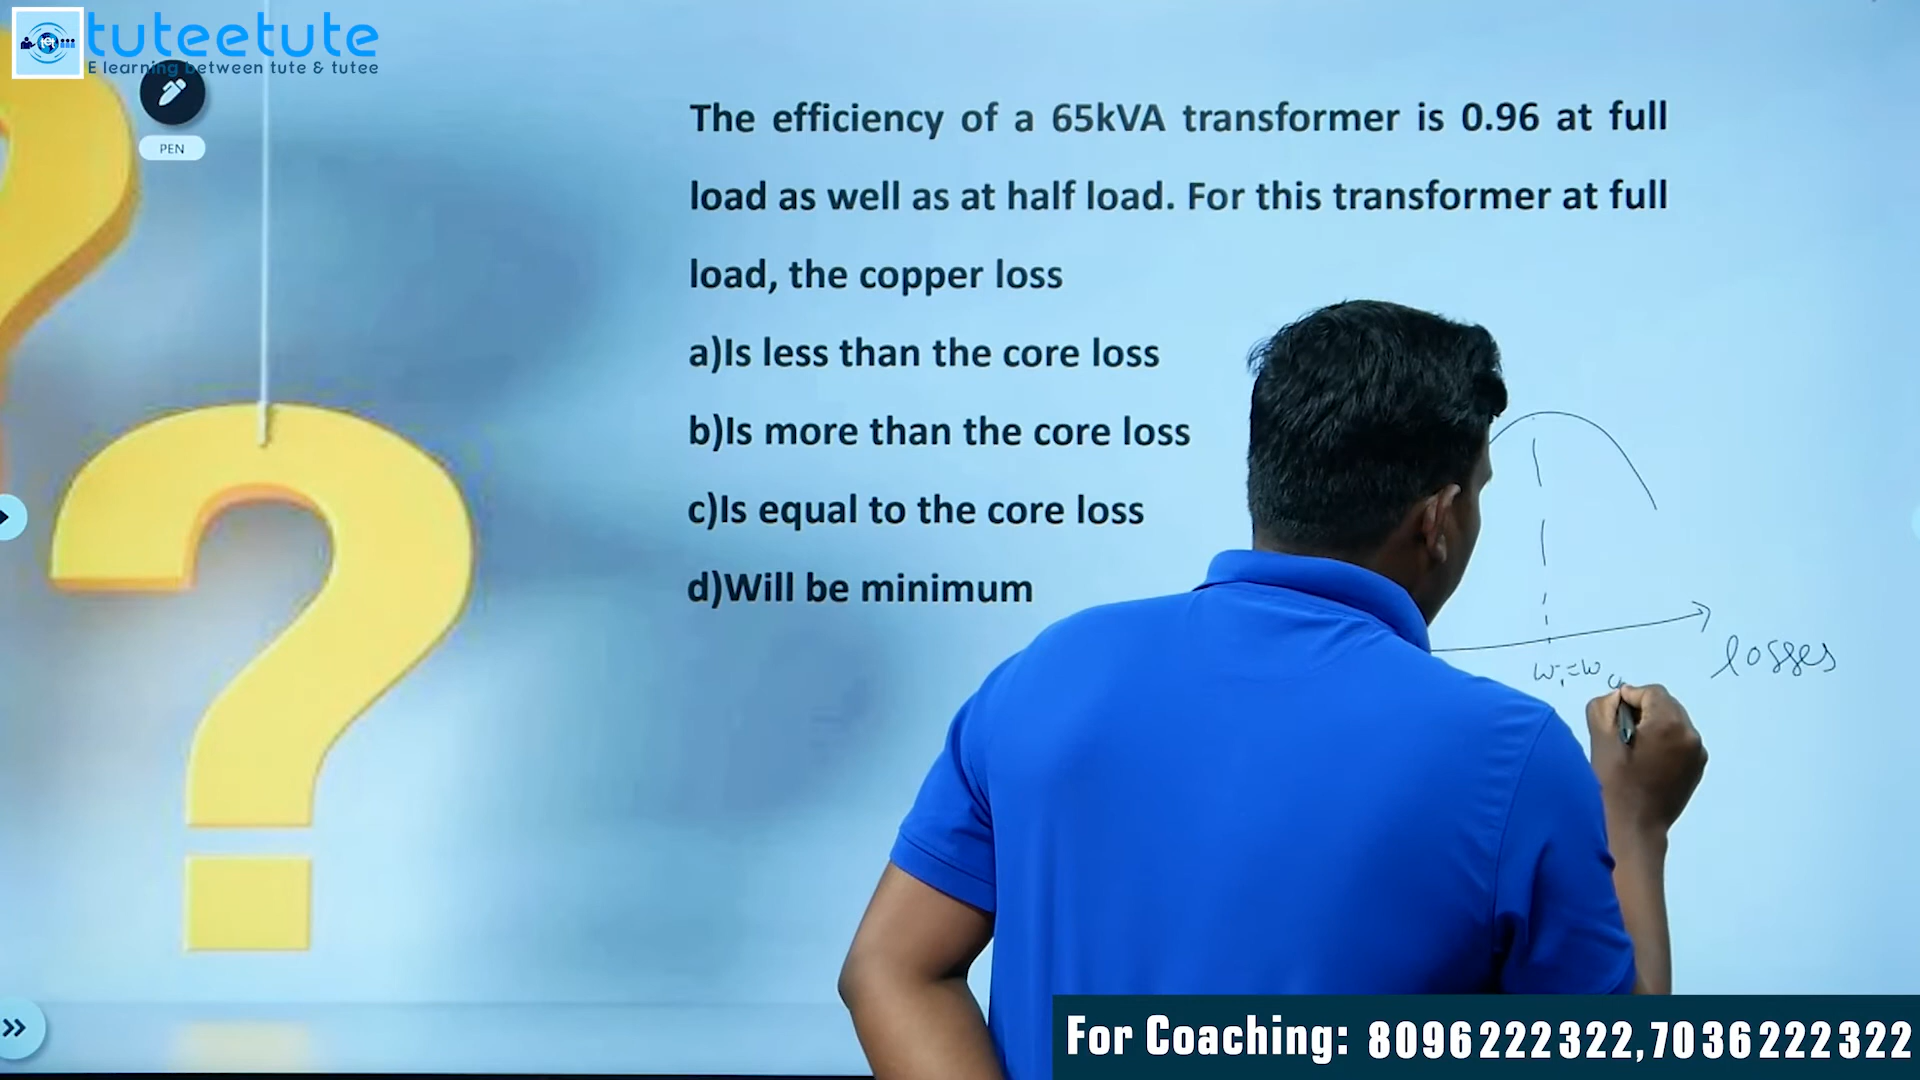 tuteetute
E learning between tute & tutee
PEN
The efficiency of a 65kVA transformer is 0.96 at full
load as well as at half load. For this transformer at full
load, the copper loss
a)Is less than the core loss
b)Is more than the core loss
c)Is equal to the core loss
d)Will be minimum
losses
For Coaching: 8096222322,7036222322